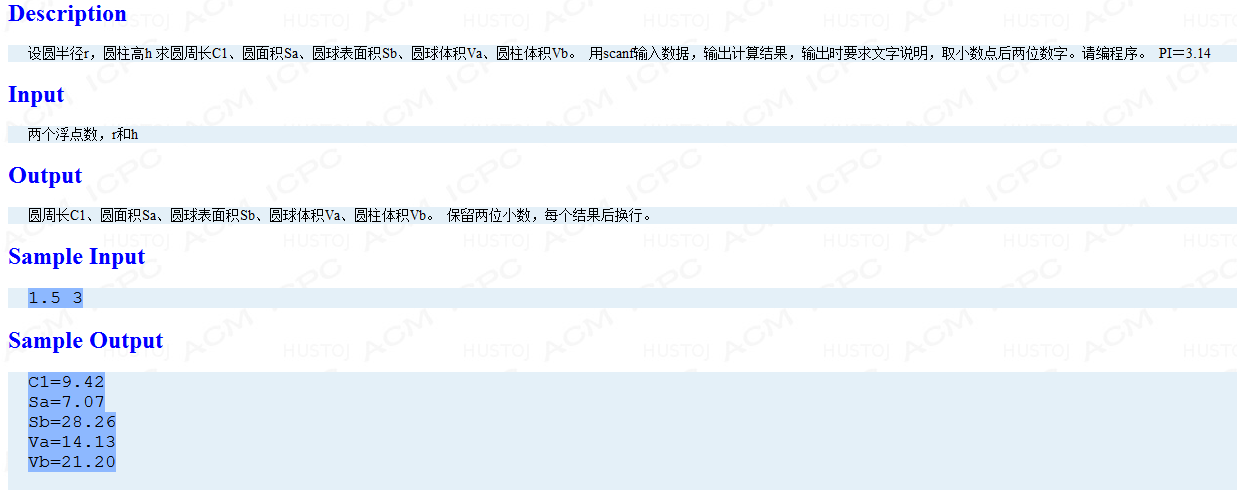 Description
设圆半径r，圆柱高h 求圆周长C1、圆面积Sa、圆球表面积Sb、圆球体积Va、圆柱体积Vb。 用scanf输入数据，输出计算结果，输出时要求文字说明，取小数点后两位数字。请编程序。 PI＝3.14
Input
两个浮点数，r和h
Output
圆周长C1、圆面积Sa、圆球表面积Sb、圆球体积Va、圆柱体积Vb。 保留两位小数，每个结果后换行。
Sample Input
1.5 3
Sample Output
C1=9.42
Sa=7.07
Sb=28.26
Va=14.13
Vb=21.20